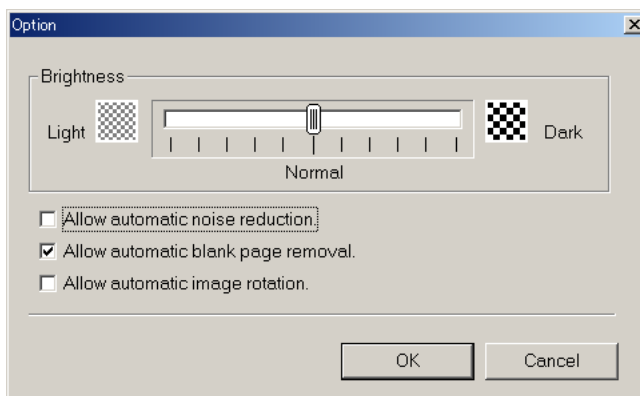 Option
Brightness
Light
Dark
Normal
Allow automatic noise reduction.
Allow automatic blank page removal.
Allow automatic image rotation.
OK
Cancel